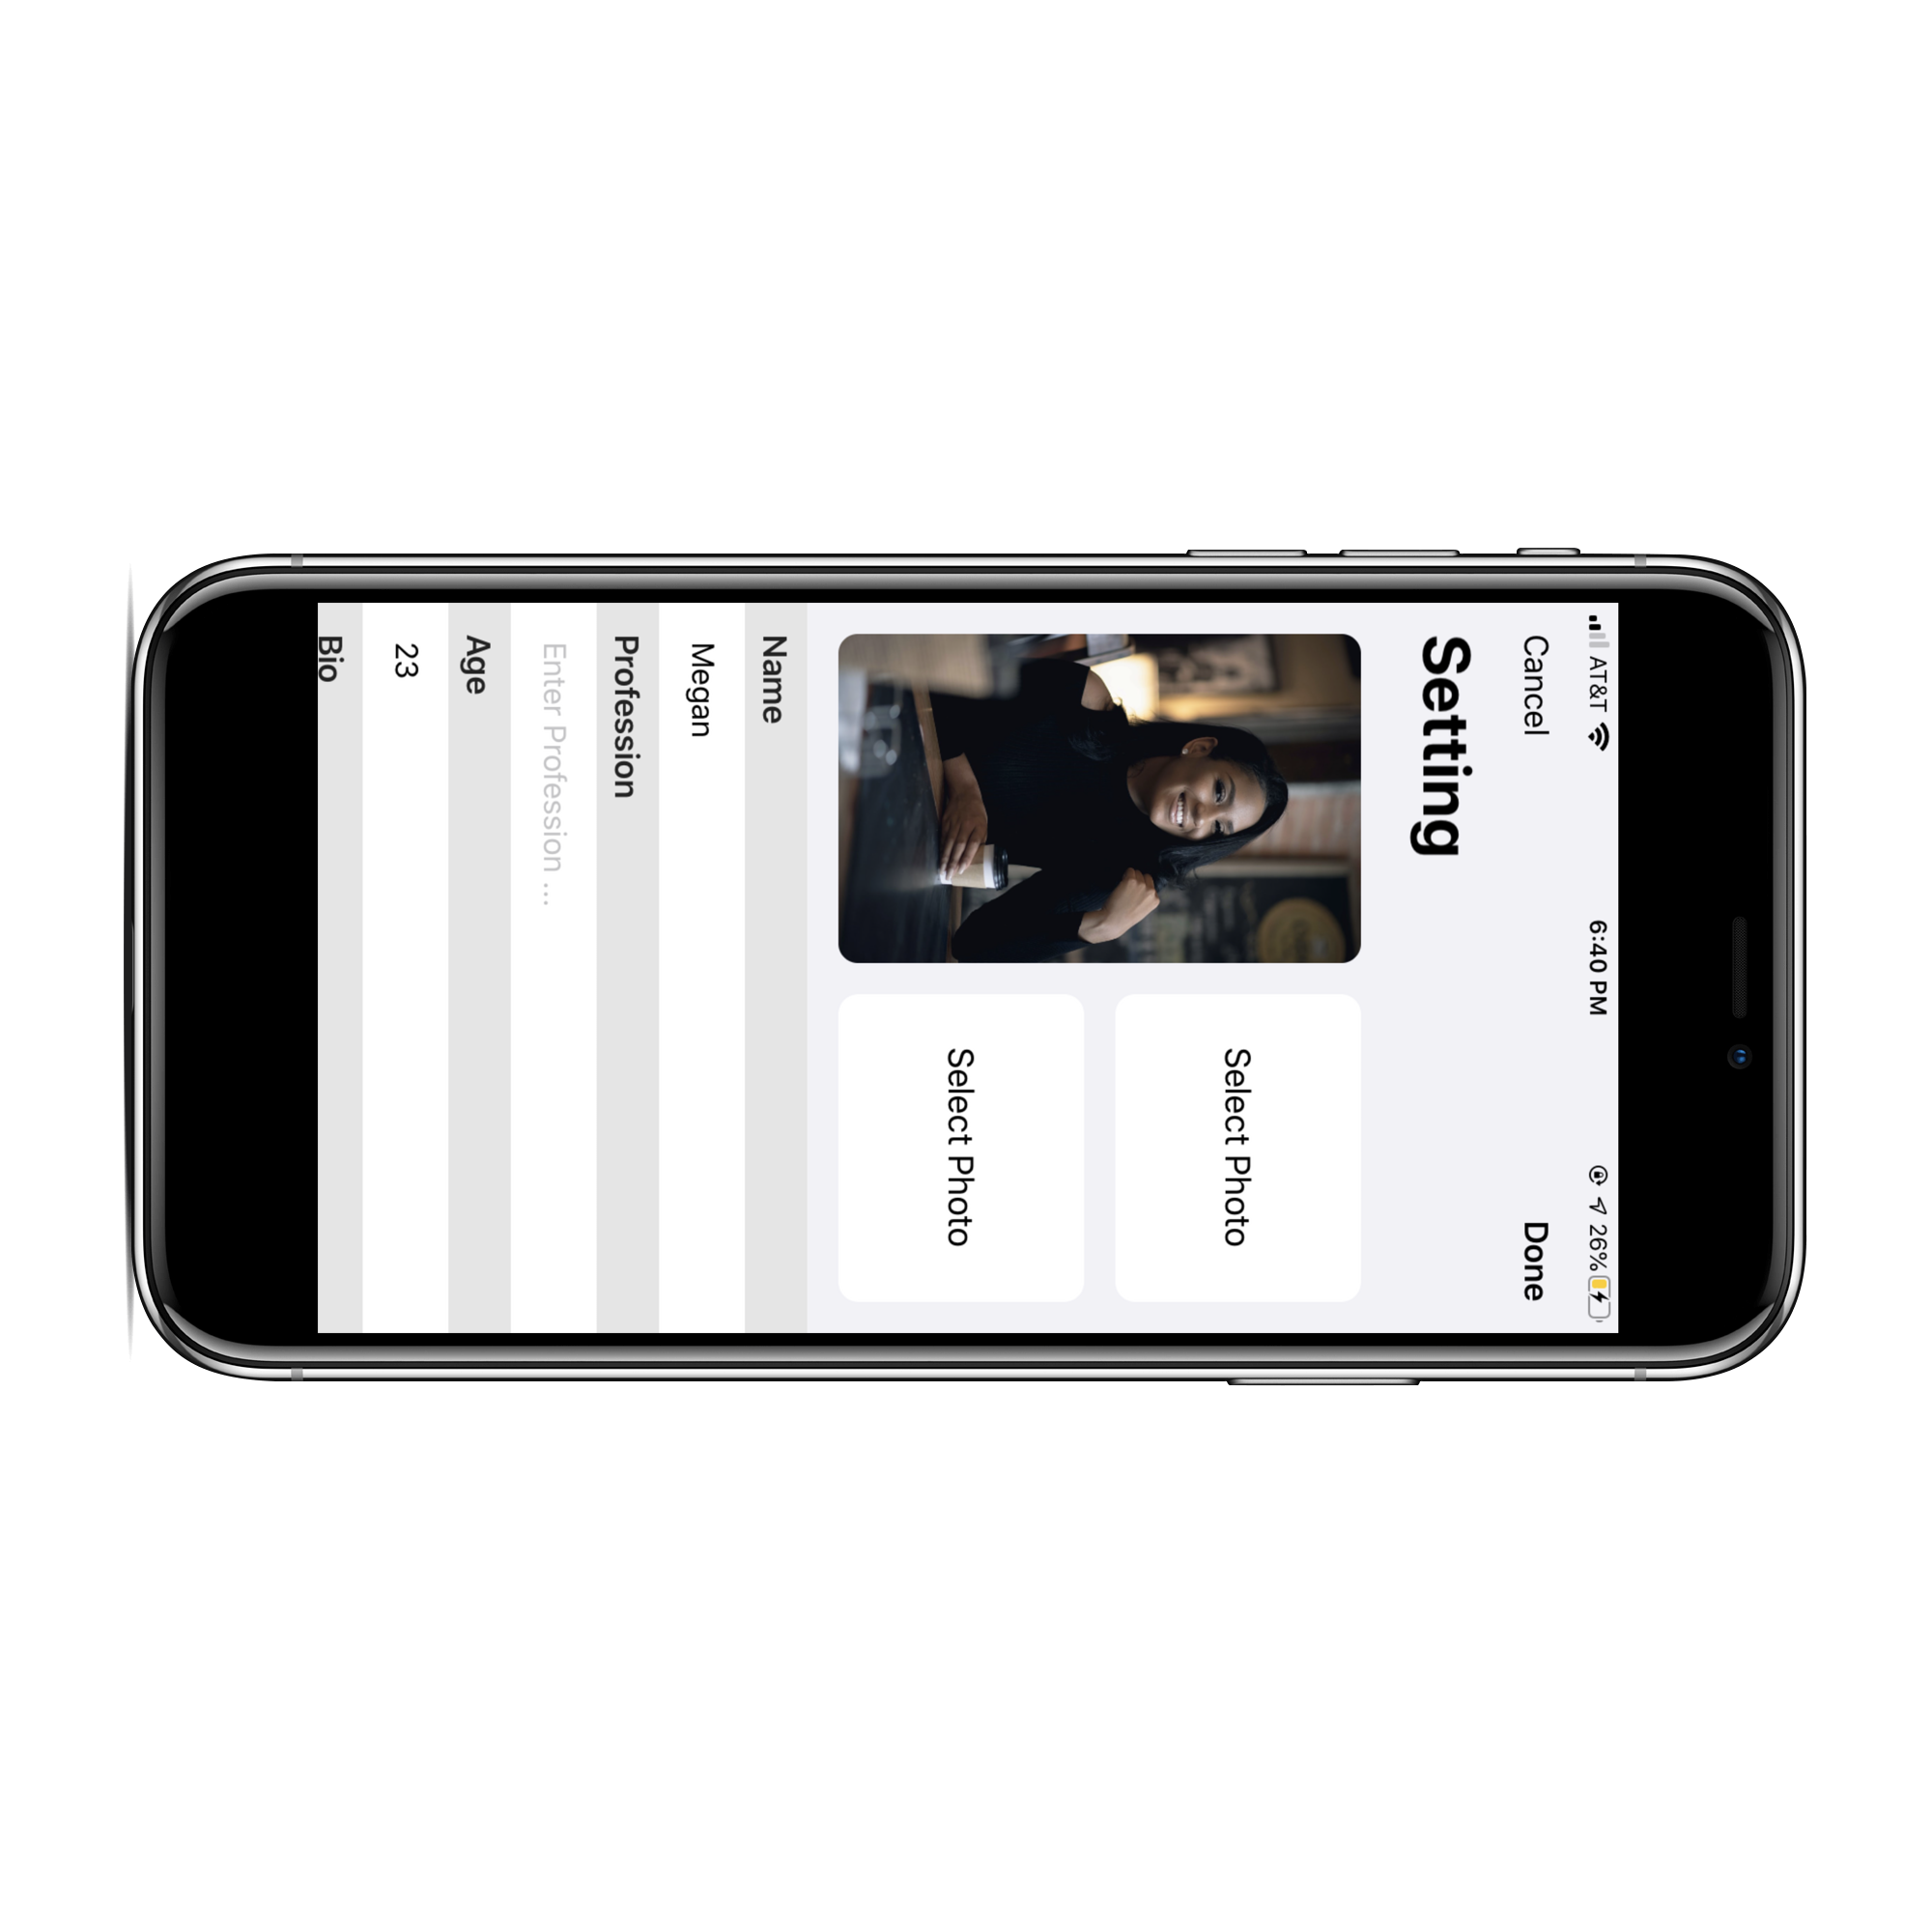 AT&T 6:40 PM 26%
Cancel Done
Setting
Select Photo
Select Photo
Name
Megan
Profession
Enter Profession ...
Age
23
Bio